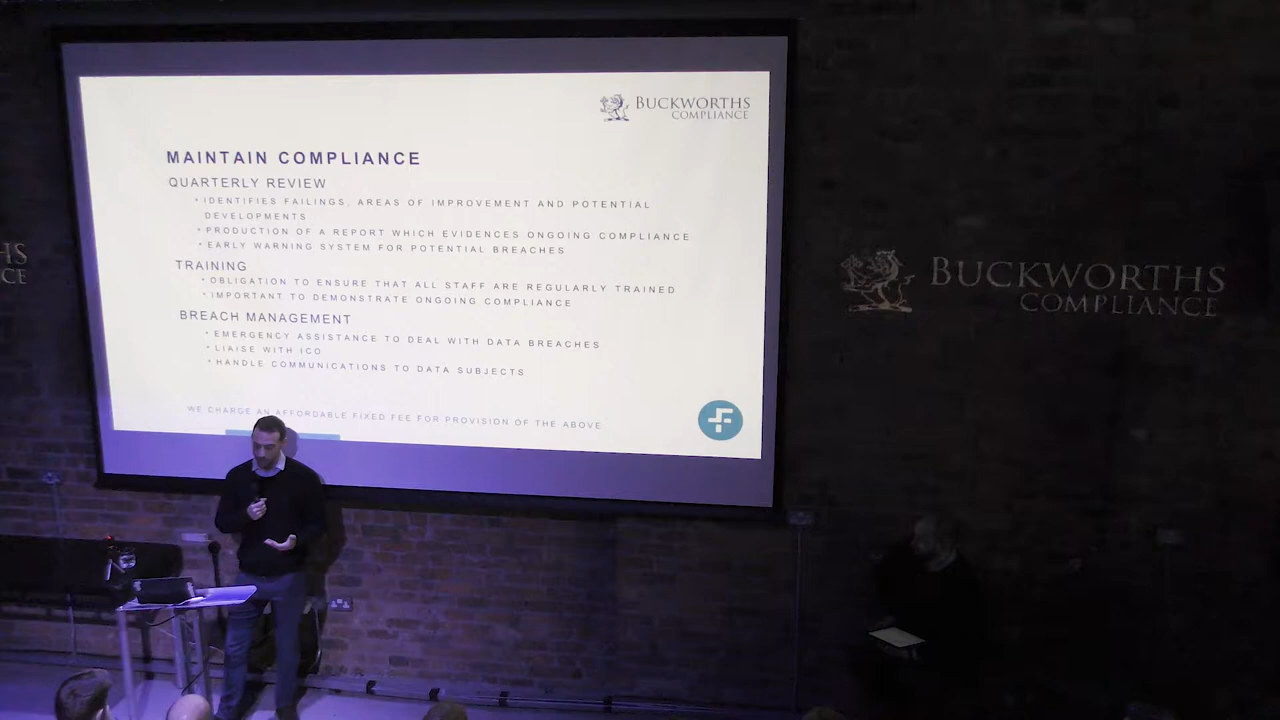 BUCKWORTHS
COMPLIANCE
MAINTAIN COMPLIANCE
QUARTERLY REVIEW
• IDENTIFIES FAILINGS, AREAS OF IMPROVEMENT AND POTENTIAL
DEVELOPMENTS
• PRODUCTION OF A REPORT WHICH EVIDENCES ONGOING COMPLIANCE
• EARLY WARNING SYSTEM FOR POTENTIAL BREACHES
TRAINING
• OBLIGATION TO ENSURE THAT ALL STAFF ARE REGULARLY TRAINED
• IMPORTANT TO DEMONSTRATE ONGOING COMPLIANCE
BREACH MANAGEMENT
• EMERGENCY ASSISTANCE TO DEAL WITH DATA BREACHES
• LIAISE WITH ICO
• HANDLE COMMUNICATIONS TO DATA SUBJECTS
WE CHARGE AN AFFORDABLE FIXED FEE FOR PROVISION OF THE ABOVE
HS
CE
BUCKWORTHS
COMPLIANCE